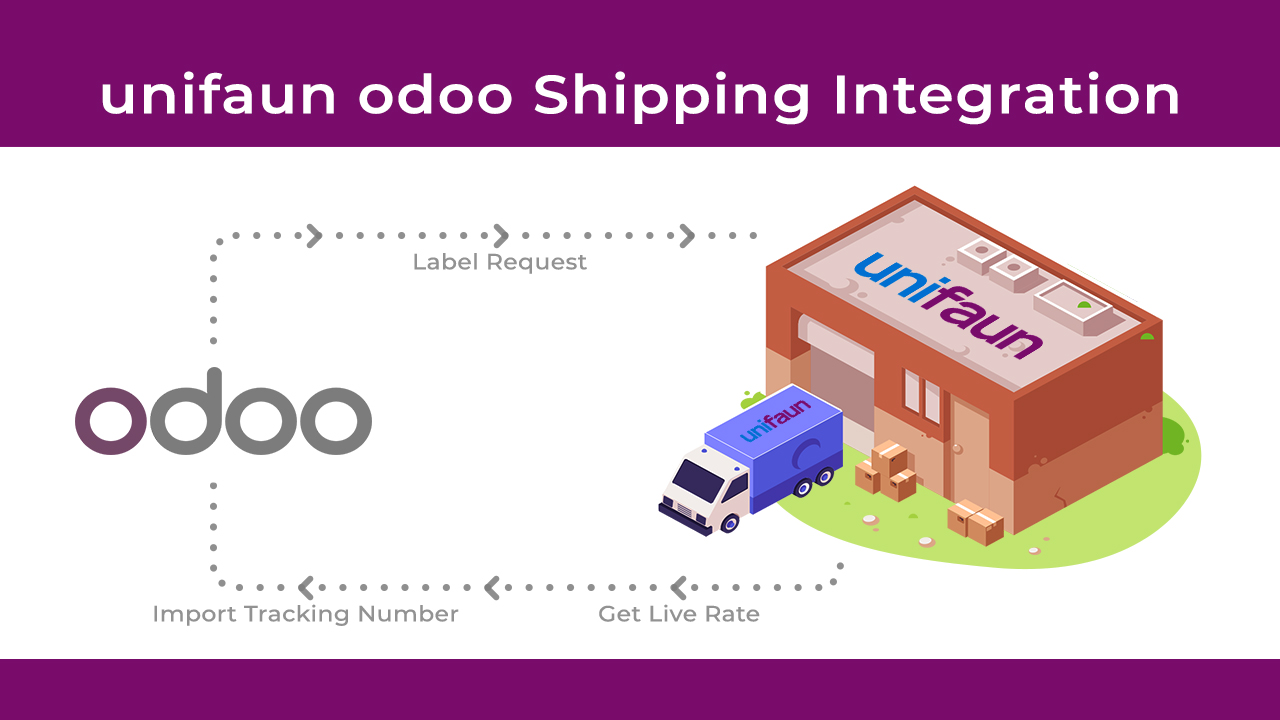 unifaun odoo Shipping Integration
Label Request
unifaun
odoo
unifaun
Import Tracking Number
Get Live Rate